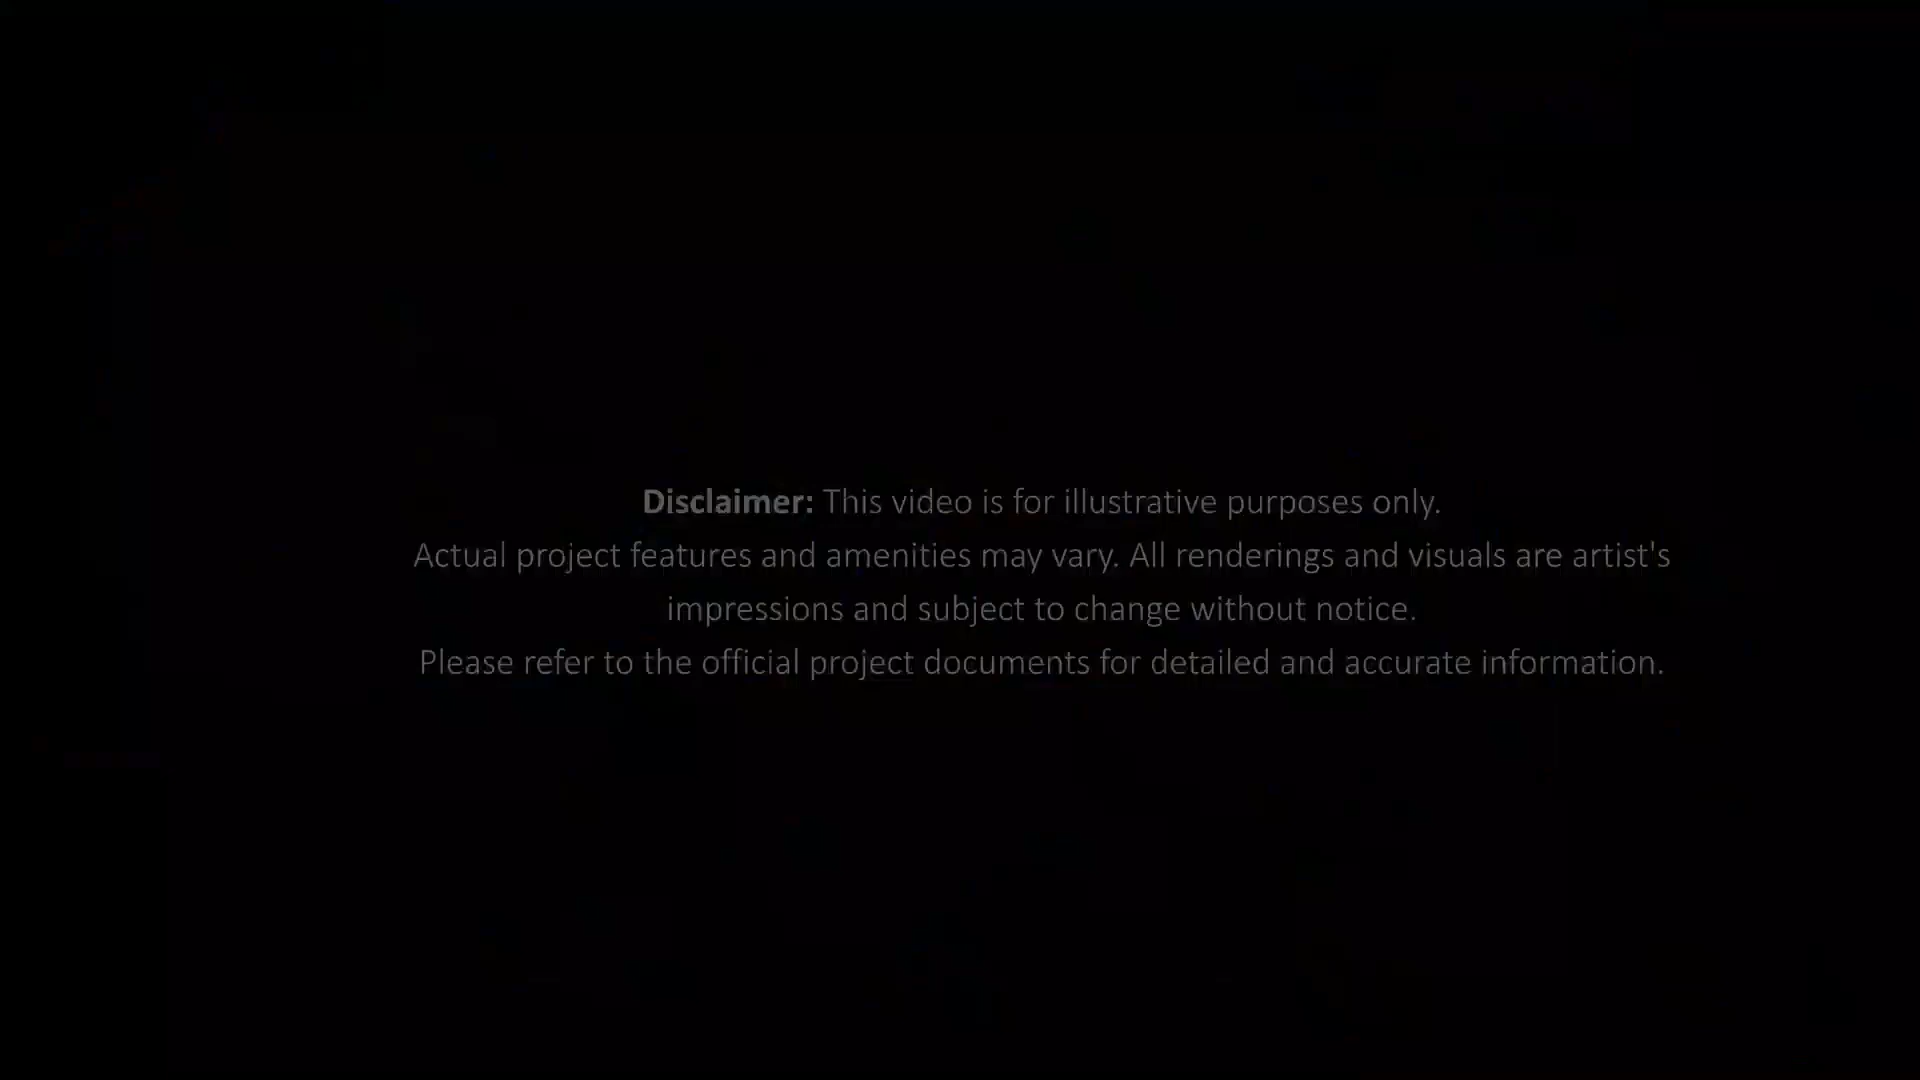 Disclaimer: This video is for illustrative purposes only.
Actual project features and amenities may vary. All renderings and visuals are artist's
impressions and subject to change without notice.
Please refer to the official project documents for detailed and accurate information.